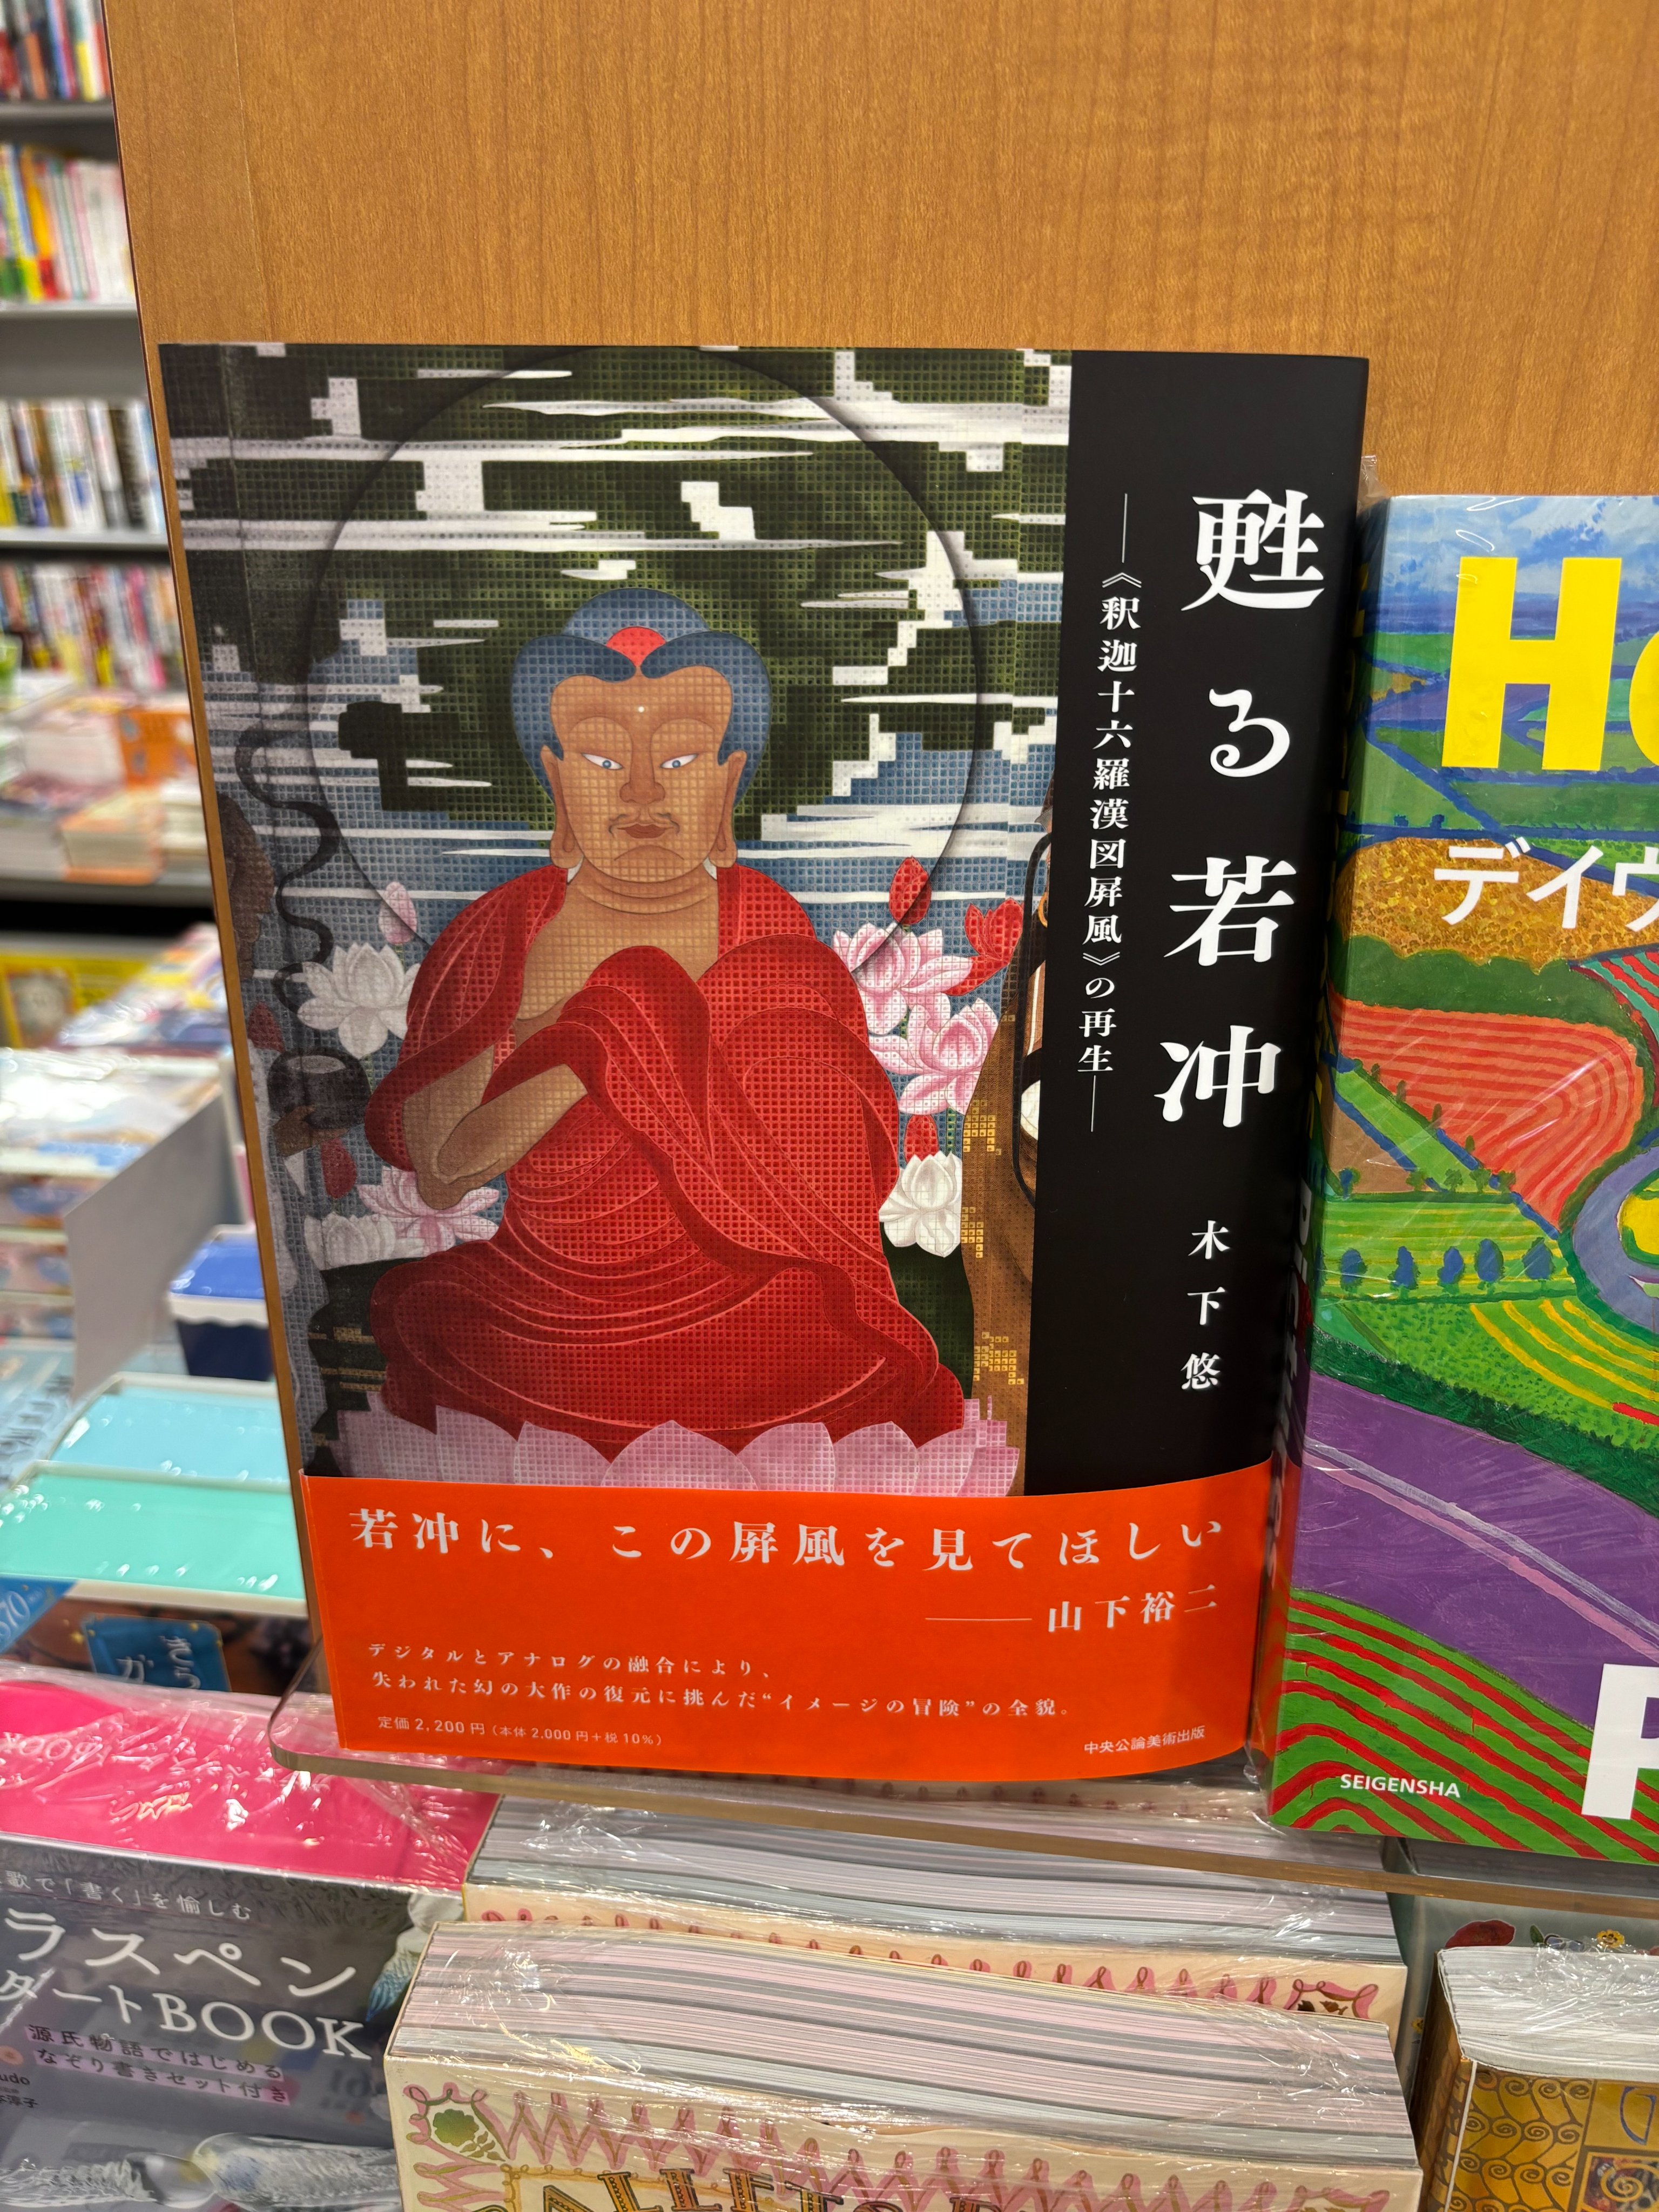 甦る若冲
―《釈迦十六羅漢図屏風》の再生―
木下悠
若冲に、この屏風を見てほしい
――山下裕二
デジタルとアナログの融合により、
失われた幻の大作の復元に挑んだ“イメージの冒険”の全貌。
定価2,200円（本体2,000円＋税10%）
中央公論美術出版
H
デイ
P
SEIGENSHA
きら
か
歌で「書く」を愉しむ
ラスペン
タートBOOK
源氏物語ではじめる
なぞり書きセット付き